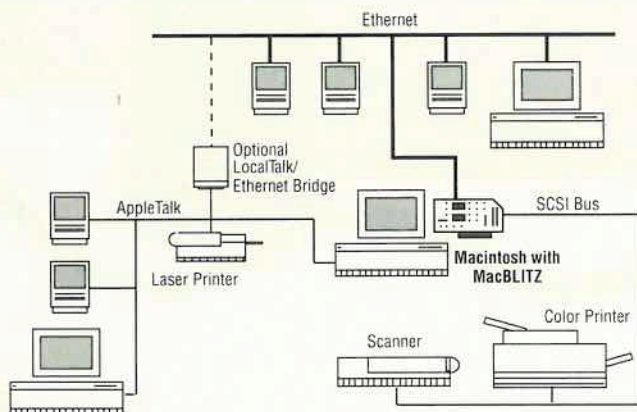 Ethernet
Optional
LocalTalk/
Ethernet Bridge
AppleTalk
SCSI Bus
Laser Printer
Macintosh with
MacBLITZ
Color Printer
Scanner